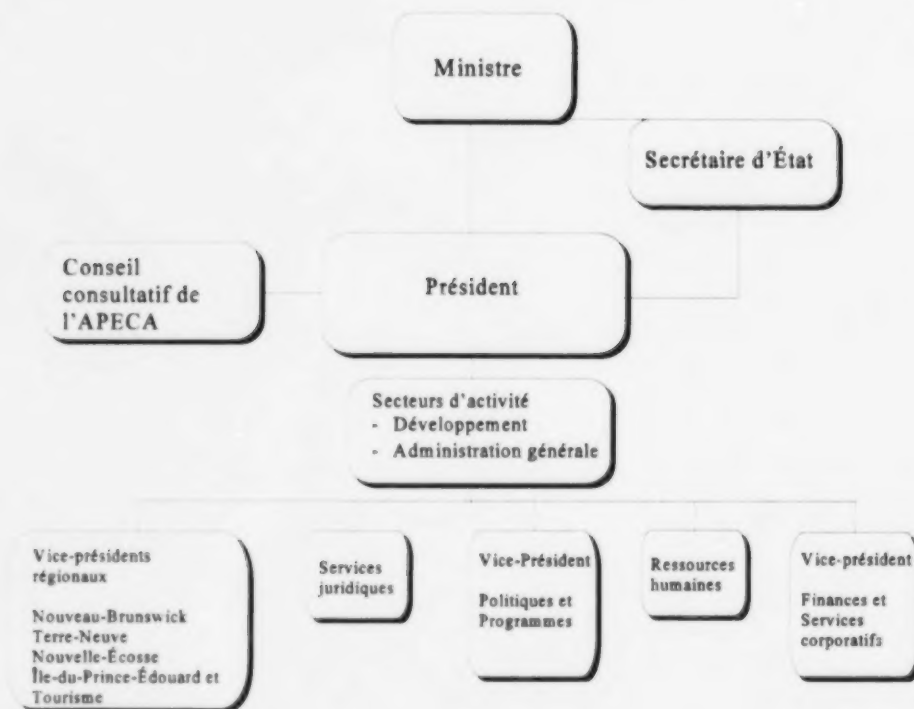 Ministre
Secrétaire d'État
Conseil
consultatif de
l'APECA
Président
Secteurs d'activité
- Développement
- Administration générale
Vice-présidents
régionaux
Nouveau-Brunswick
Terre-Neuve
Nouvelle-Écosse
Île-du-Prince-Édouard et
Tourisme
Services
juridiques
Vice-Président
Politiques et
Programmes
Ressources
humaines
Vice-président
Finances et
Services
corporatifs